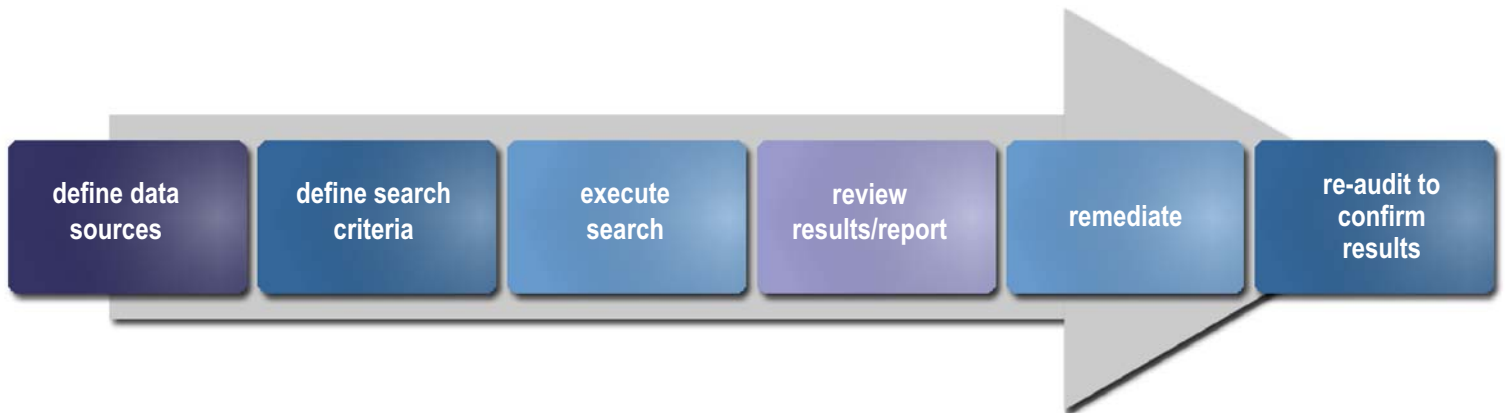 define data
sources
define search
criteria
execute
search
review
results/report
remediate
re-audit to
confirm
results